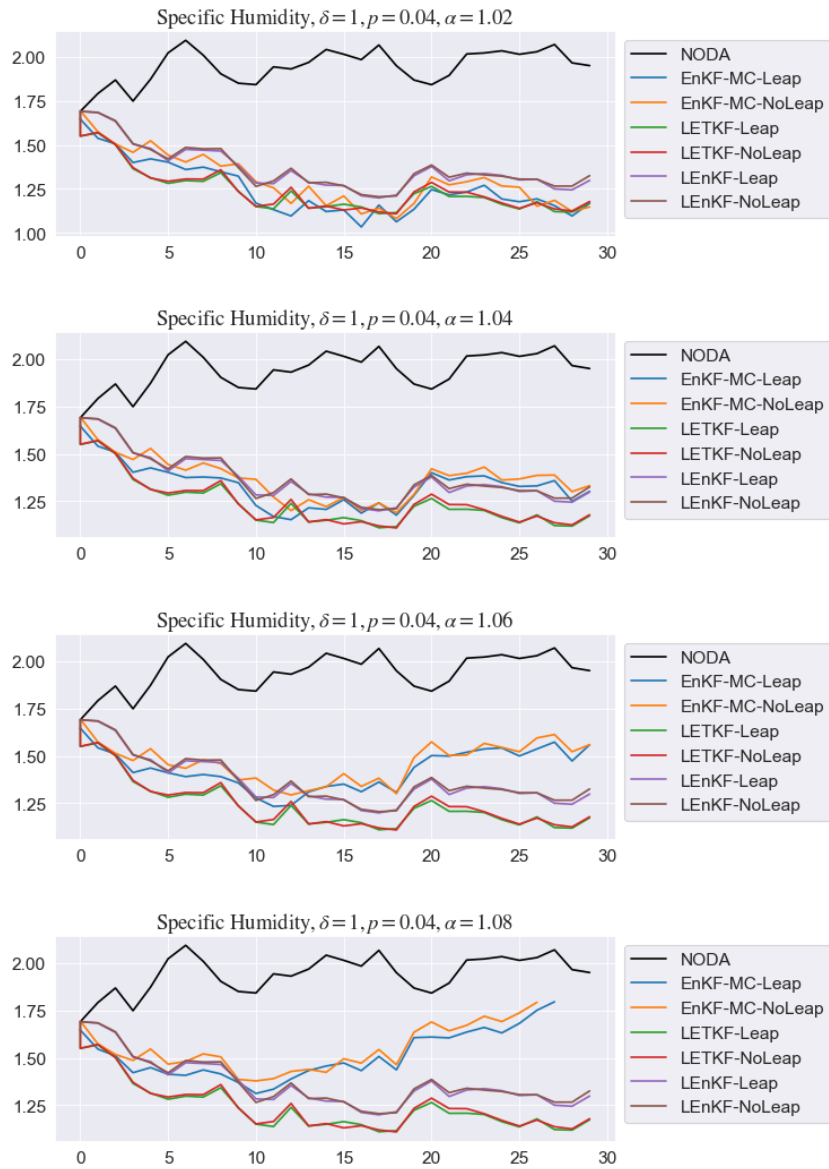 Specific Humidity, δ = 1, p = 0.04, α = 1.02
2.00
1.75
1.50
1.25
1.00
0 5 10 15 20 25 30
NODA
EnKF-MC-Leap
EnKF-MC-NoLeap
LETKF-Leap
LETKF-NoLeap
LEnKF-Leap
LEnKF-NoLeap
Specific Humidity, δ = 1, p = 0.04, α = 1.04
2.00
1.75
1.50
1.25
0 5 10 15 20 25 30
NODA
EnKF-MC-Leap
EnKF-MC-NoLeap
LETKF-Leap
LETKF-NoLeap
LEnKF-Leap
LEnKF-NoLeap
Specific Humidity, δ = 1, p = 0.04, α = 1.06
2.00
1.75
1.50
1.25
0 5 10 15 20 25 30
NODA
EnKF-MC-Leap
EnKF-MC-NoLeap
LETKF-Leap
LETKF-NoLeap
LEnKF-Leap
LEnKF-NoLeap
Specific Humidity, δ = 1, p = 0.04, α = 1.08
2.00
1.75
1.50
1.25
0 5 10 15 20 25 30
NODA
EnKF-MC-Leap
EnKF-MC-NoLeap
LETKF-Leap
LETKF-NoLeap
LEnKF-Leap
LEnKF-NoLeap